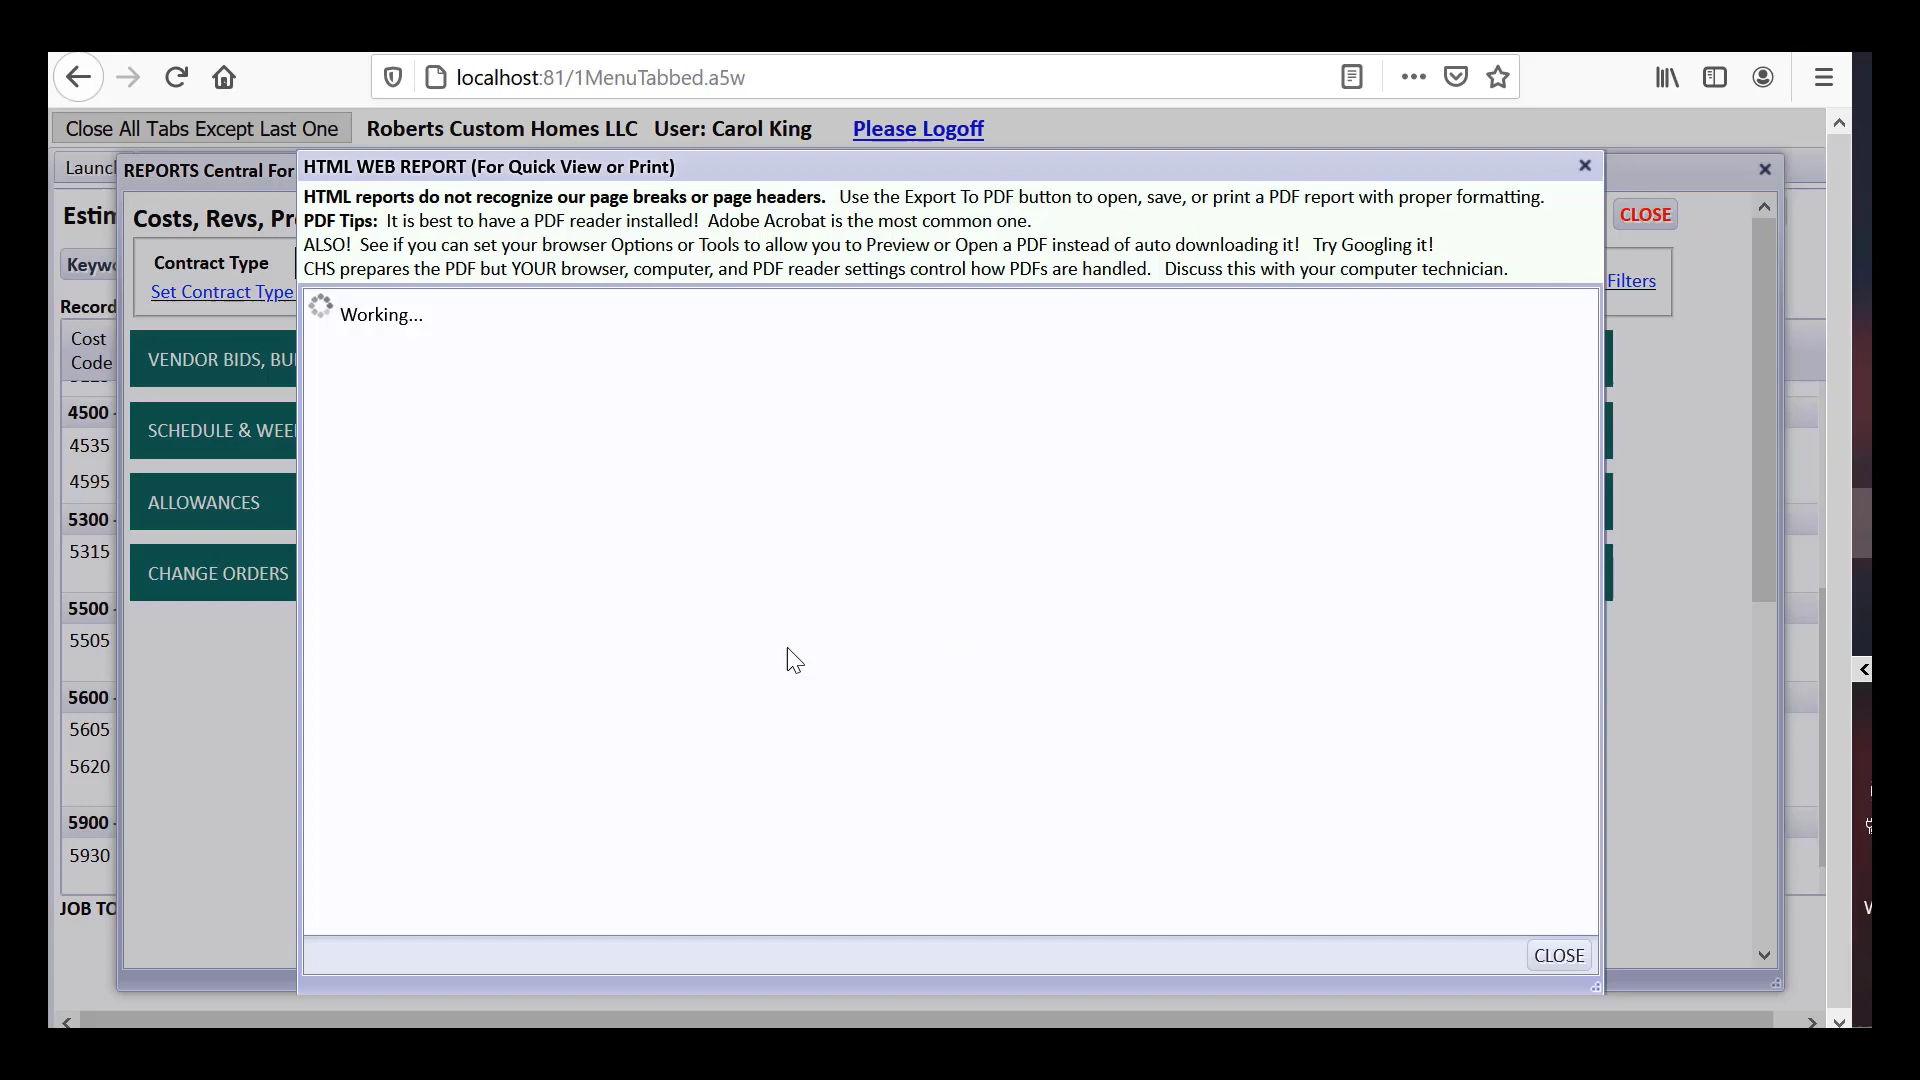 localhost:81/1MenuTabbed.a5w
Close All Tabs Except Last One Roberts Custom Homes LLC User: Carol King Please Logoff
Launc
REPORTS Central For
HTML WEB REPORT (For Quick View or Print)
HTML reports do not recognize our page breaks or page headers. Use the Export To PDF button to open, save, or print a PDF report with proper formatting.
PDF Tips: It is best to have a PDF reader installed! Adobe Acrobat is the most common one.
ALSO! See if you can set your browser Options or Tools to allow you to Preview or Open a PDF instead of auto downloading it! Try Googling it!
CHS prepares the PDF but YOUR browser, computer, and PDF reader settings control how PDFs are handled. Discuss this with your computer technician.
Working...
CLOSE
Costs, Revs, Pr
CLOSE
Contract Type
Set Contract Type
Filters
VENDOR BIDS, BU
SCHEDULE & WEE
ALLOWANCES
CHANGE ORDERS
Estim
Keywo
Record
Cost
Code
4500 -
4535
4595
5300 -
5315
5500 -
5505
5600 -
5605
5620
5900 -
5930
JOB TO